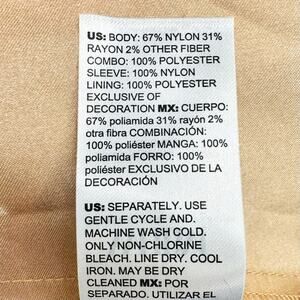 US: BODY: 67% NYLON 31%
RAYON 2% OTHER FIBER
COMBO: 100% POLYESTER
SLEEVE: 100% NYLON
LINING: 100% POLYESTER
EXCLUSIVE OF
DECORATION MX: CUERPO:
67% poliamida 31% rayón 2%
otra fibra COMBINACIÓN:
100% poliéster MANGA: 100%
poliamida FORRO: 100%
poliéster EXCLUSIVO DE LA
DECORACIÓN
US: SEPARATELY. USE
GENTLE CYCLE AND.
MACHINE WASH COLD.
ONLY NON-CHLORINE
BLEACH. LINE DRY. COOL
IRON. MAY BE DRY
CLEANED MX: POR
SEPARADO. UTILIZAR EL